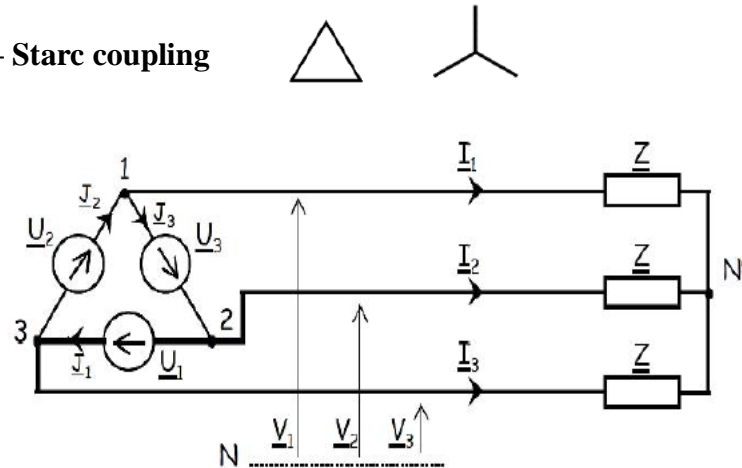 - Starc coupling
1
I1
Z
J2
J3
U2
U3
I2
Z
N
3
2
J1
U1
I3
Z
N
V1
V2
V3